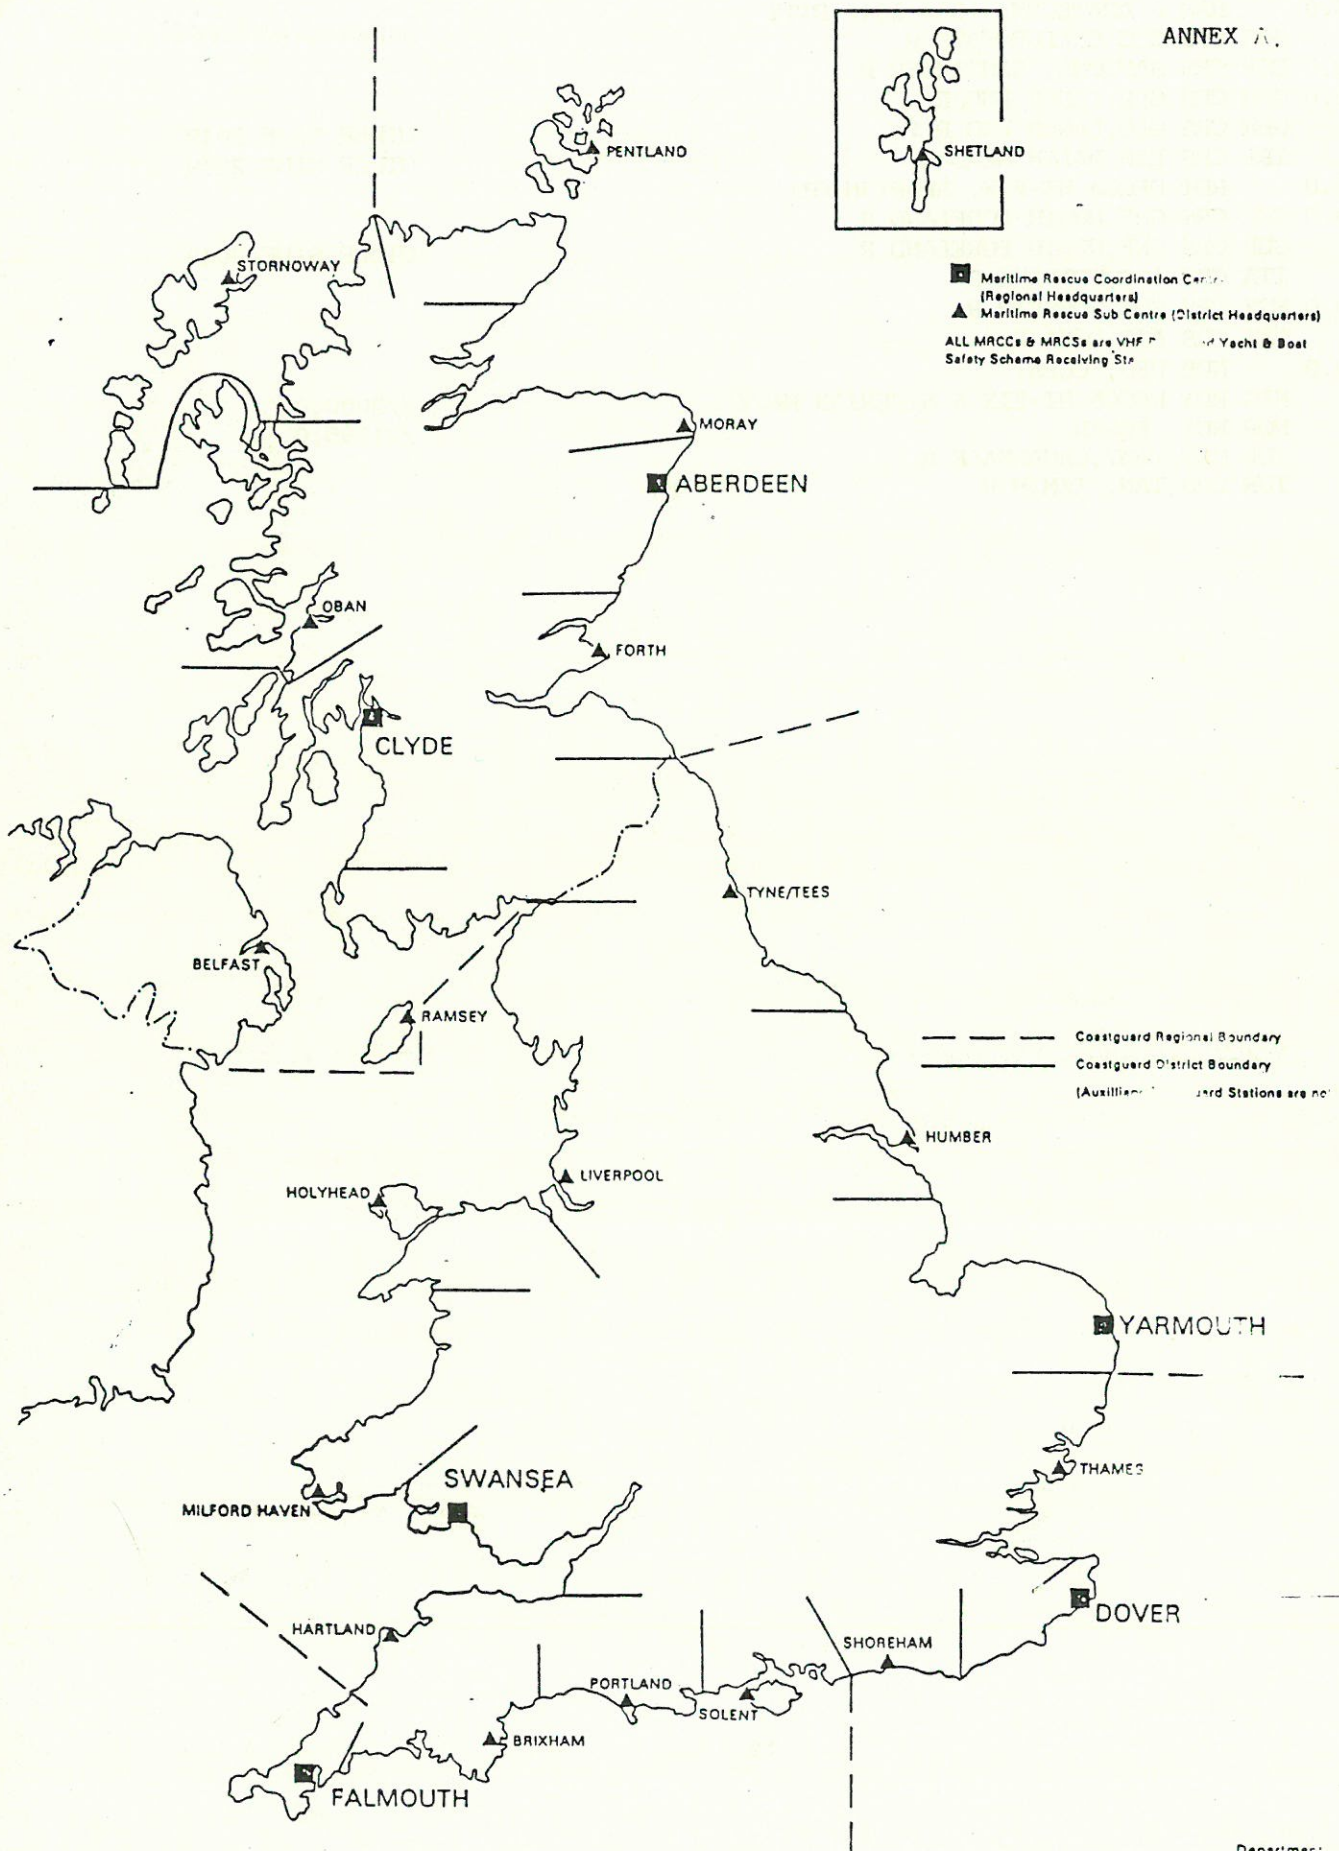 ANNEX A.
PENTLAND
SHETLAND
STORNOWAY
Maritime Rescue Coordination
(Regional Headquarters)
Maritime Rescue Sub Centre (District Headquarters)
ALL MRCCs & MRCSs are VHF Yacht & Boat
Safety Scheme Receiving
MORAY
ABERDEEN
OBAN
FORTH
CLYDE
TYNE/TEES
BELFAST
RAMSEY
Coastguard Regional Boundary
Coastguard District Boundary
Stations are
HUMBER
LIVERPOOL
HOLYHEAD
YARMOUTH
THAMES
SWANSEA
MILFORD HAVEN
DOVER
HARTLAND
SHOREHAM
PORTLAND
SOLENT
BRIXHAM
FALMOUTH